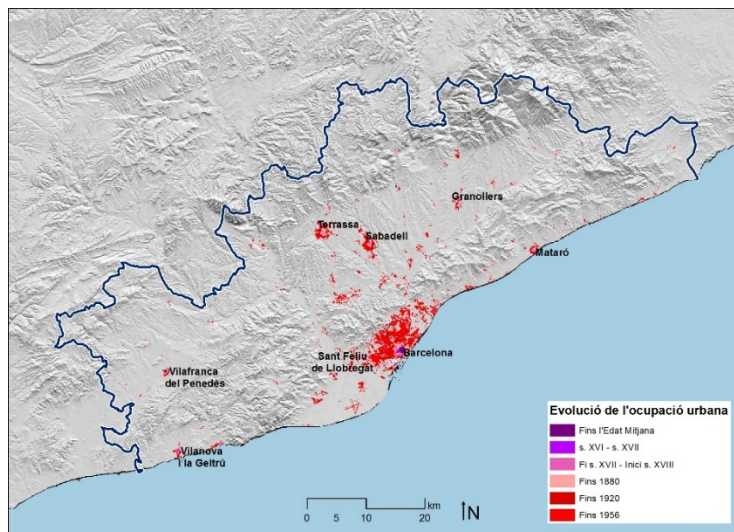 Granollers
Terrassa
Sabadell
Mataró
Barcelona
Sant Feliu
de Llobregat
Vilafranca
del Penedès
Vilanova
i la Geltrú
Evolució de l'ocupació urbana
Fins l'Edat Mitjana
s. XVI - s. XVII
Fi s. XVII - Inici s. XVIII
Fins 1880
Fins 1920
Fins 1956
km
0 5 10 20
N